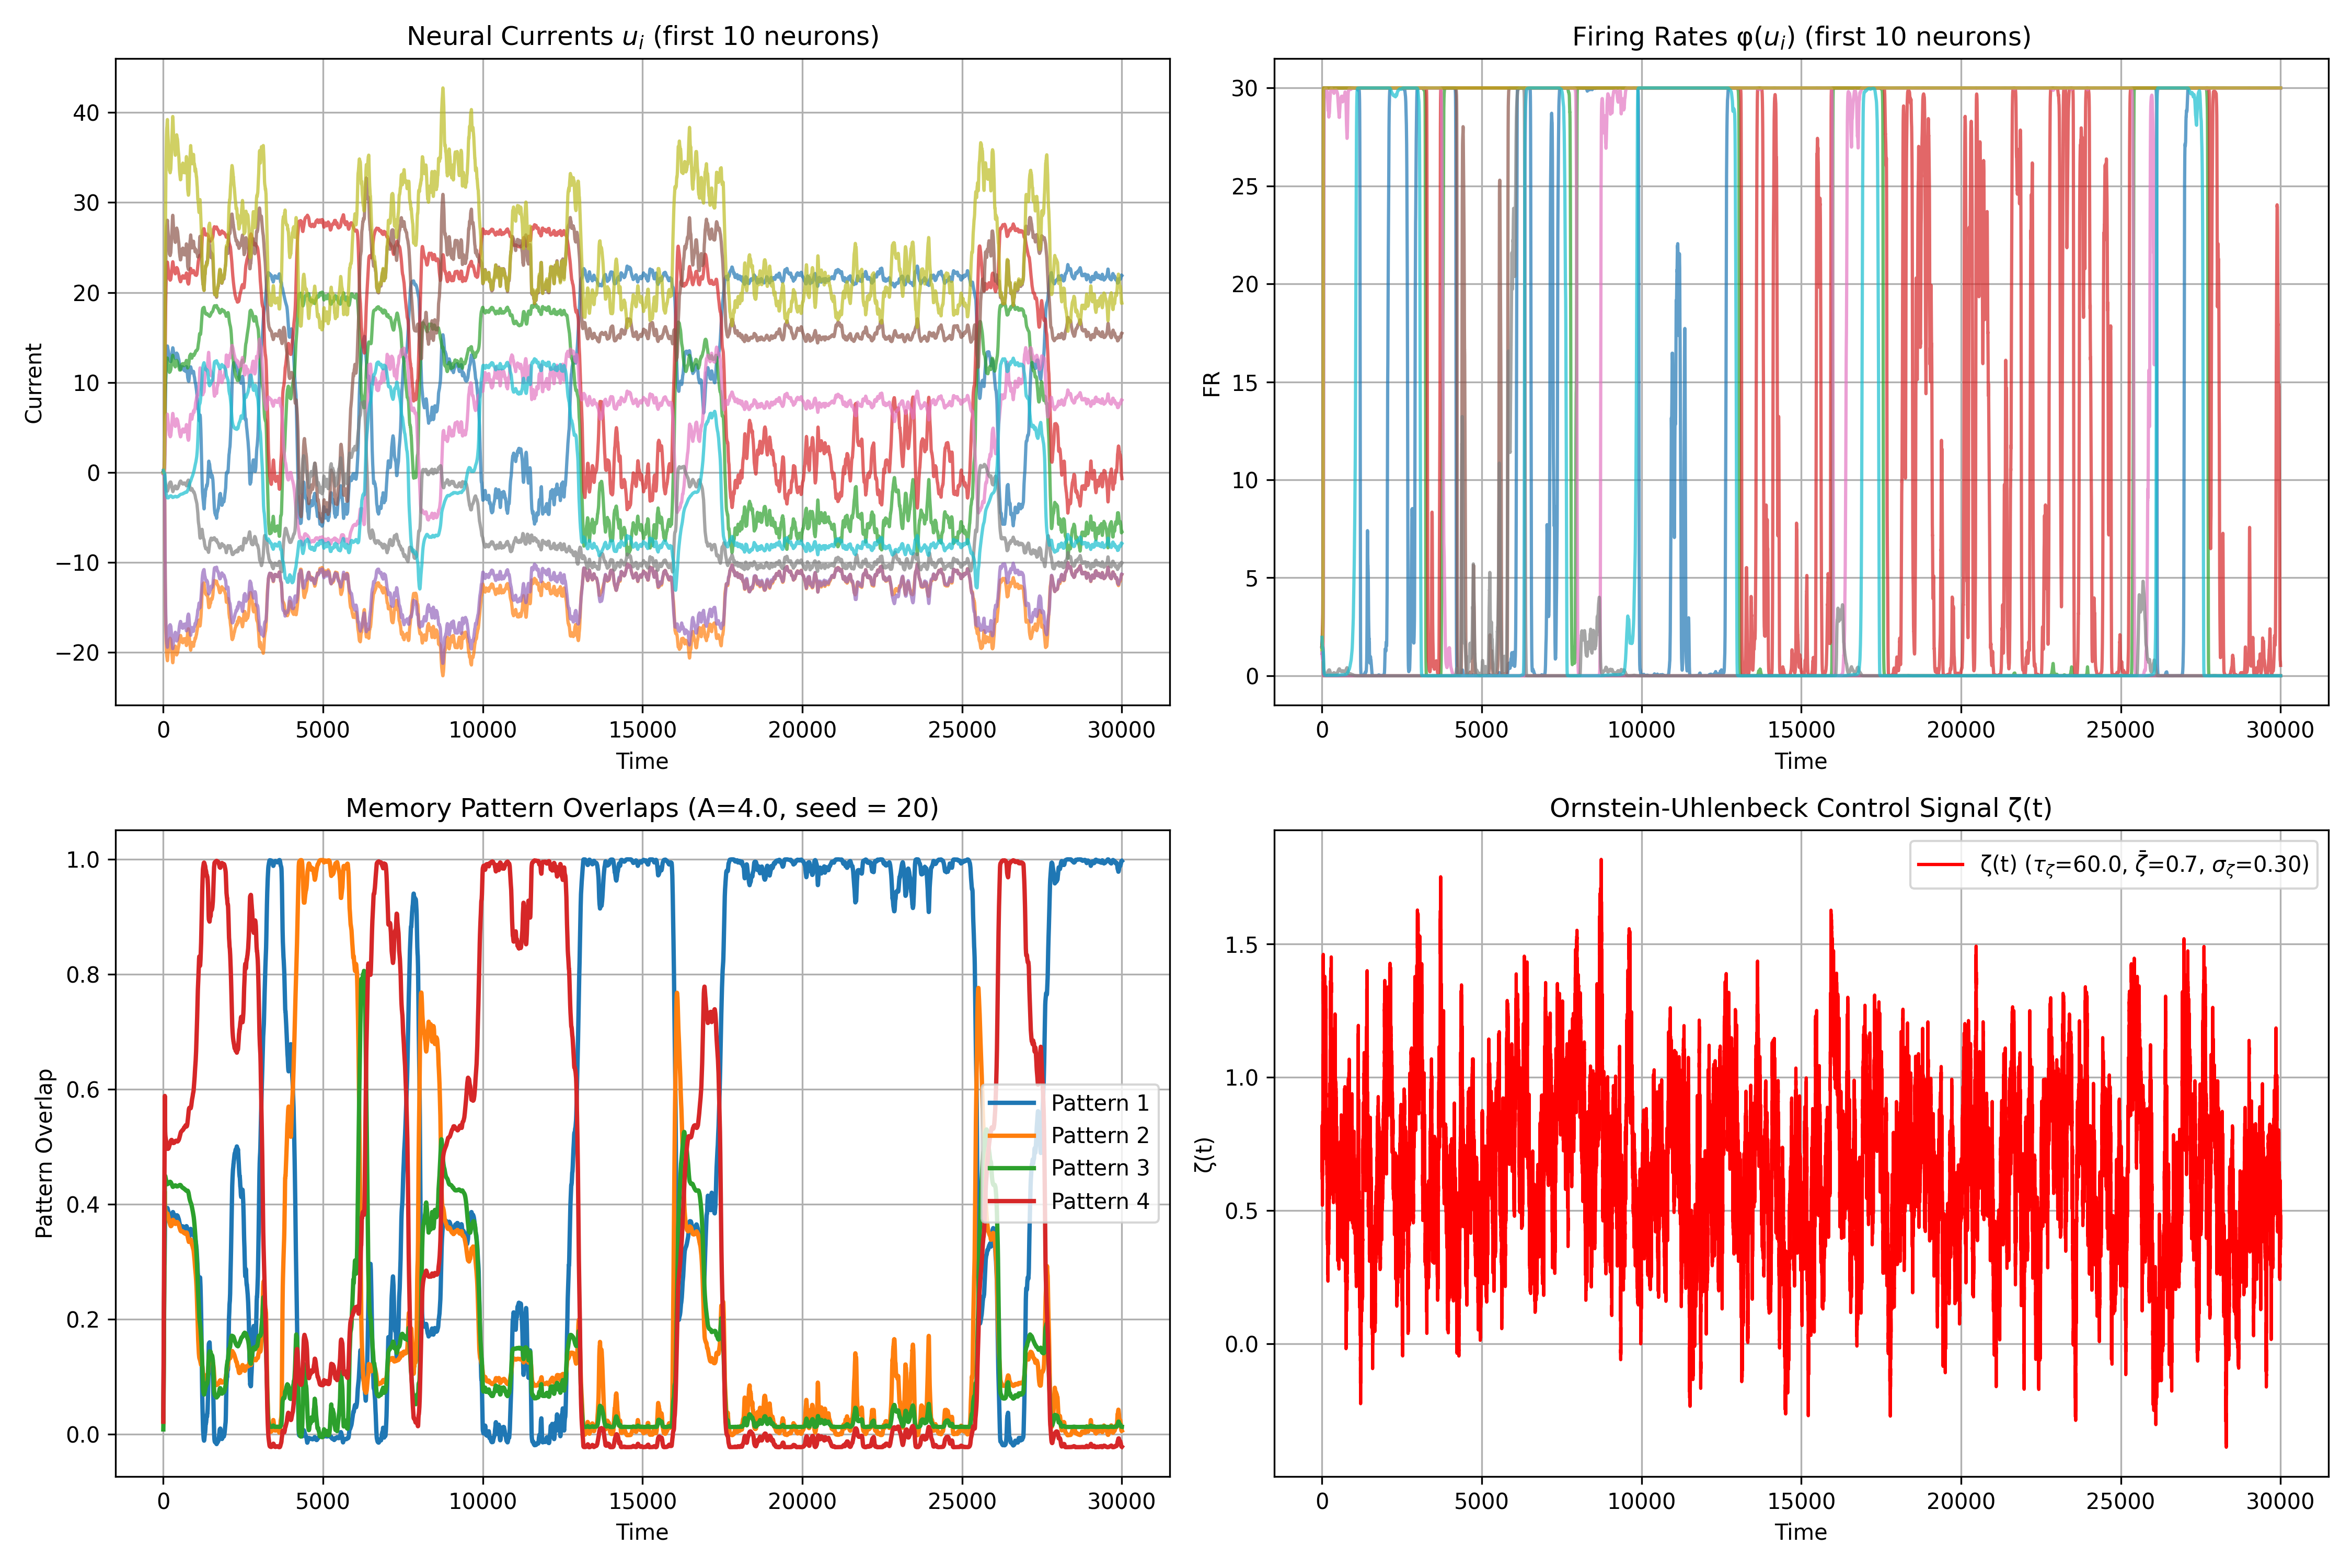 Neural Currents u_i (first 10 neurons)
Current
40
30
20
10
0
−10
−20
0 5000 10000 15000 20000 25000 30000
Time
Firing Rates φ(u_i) (first 10 neurons)
FR
30
25
20
15
10
5
0
0 5000 10000 15000 20000 25000 30000
Time
Memory Pattern Overlaps (A=4.0, seed = 20)
Pattern Overlap
1.0
0.8
0.6
0.4
0.2
0.0
Pattern 1
Pattern 2
Pattern 3
Pattern 4
0 5000 10000 15000 20000 25000 30000
Time
Ornstein-Uhlenbeck Control Signal ζ(t)
ζ(t) (τ_ζ=60.0, ζ̄=0.7, σ_ζ=0.30)
ζ(t)
1.5
1.0
0.5
0.0
0 5000 10000 15000 20000 25000 30000
Time